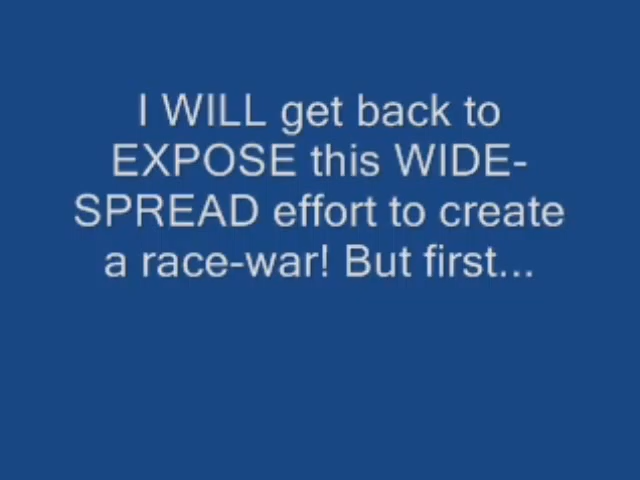 I WILL get back to
EXPOSE this WIDE-
SPREAD effort to create
a race-war! But first...